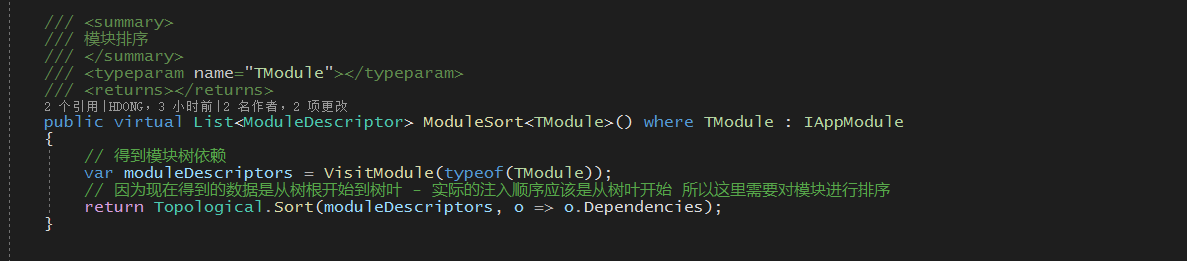 /// <summary>
/// 模块排序
/// </summary>
/// <typeparam name="TModule"></typeparam>
/// <returns></returns>
2 个引用|HDONG，3 小时前|2 名作者，2 项更改
public virtual List<ModuleDescriptor> ModuleSort<TModule>() where TModule : IAppModule
{
// 得到模块树依赖
var moduleDescriptors = VisitModule(typeof(TModule));
// 因为现在得到的数据是从树根开始到树叶 - 实际的注入顺序应该是从树叶开始 所以这里需要对模块进行排序
return Topological.Sort(moduleDescriptors, o => o.Dependencies);
}